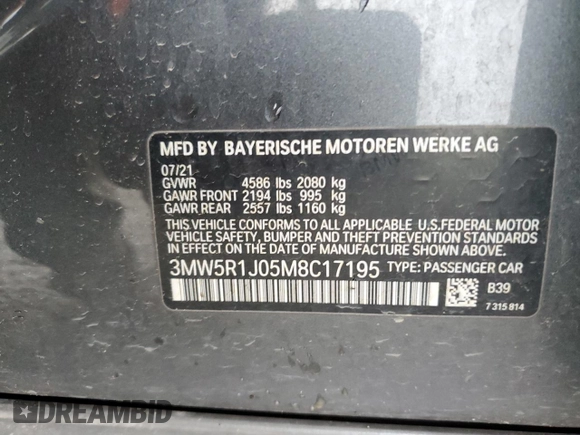 MFD BY BAYERISCHE MOTOREN WERKE AG
07/21
GVWR 4586 lbs 2080 kg
GAWR FRONT 2194 lbs 995 kg
GAWR REAR 2557 lbs 1160 kg
THIS VEHICLE CONFORMS TO ALL APPLICABLE U.S.FEDERAL MOTOR
VEHICLE SAFETY, BUMPER AND THEFT PREVENTION STANDARDS IN
EFFECT ON THE DATE OF MANUFACTURE SHOWN ABOVE.
3MW5R1J05M8C17195 TYPE: PASSENGER CAR
B39
7 315 814
DREAMBID